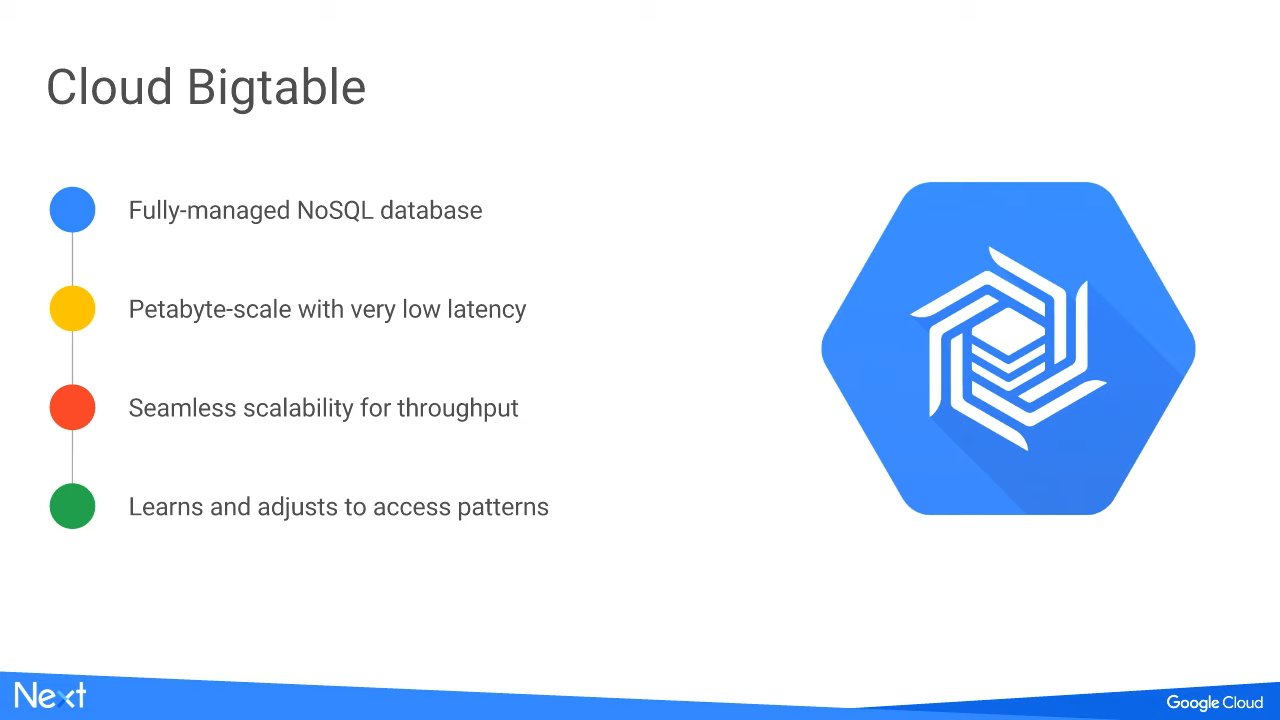 Cloud Bigtable
Fully-managed NoSQL database
Petabyte-scale with very low latency
Seamless scalability for throughput
Learns and adjusts to access patterns
Next
Google Cloud